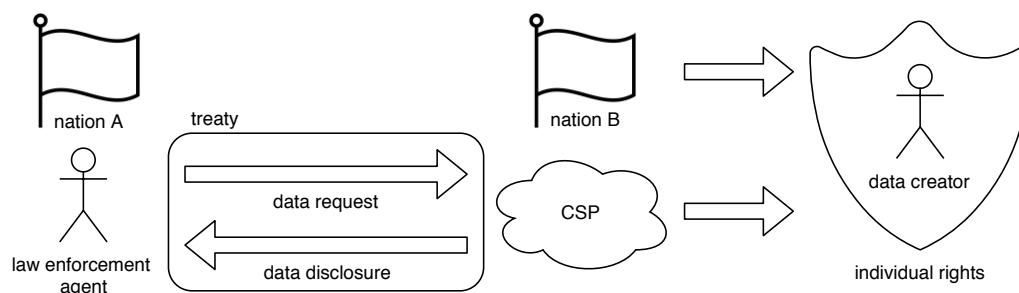 nation A
treaty
nation B
data request
CSP
data creator
law enforcement
agent
data disclosure
individual rights